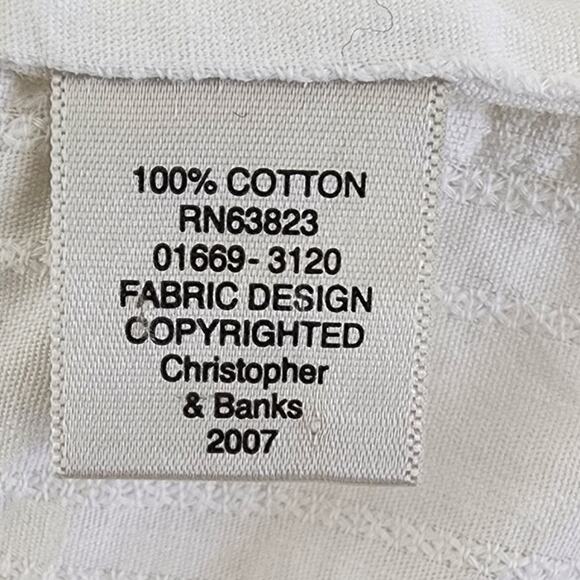 100% COTTON
RN63823
01669-3120
FABRIC DESIGN
COPYRIGHTED
Christopher
& Banks
2007